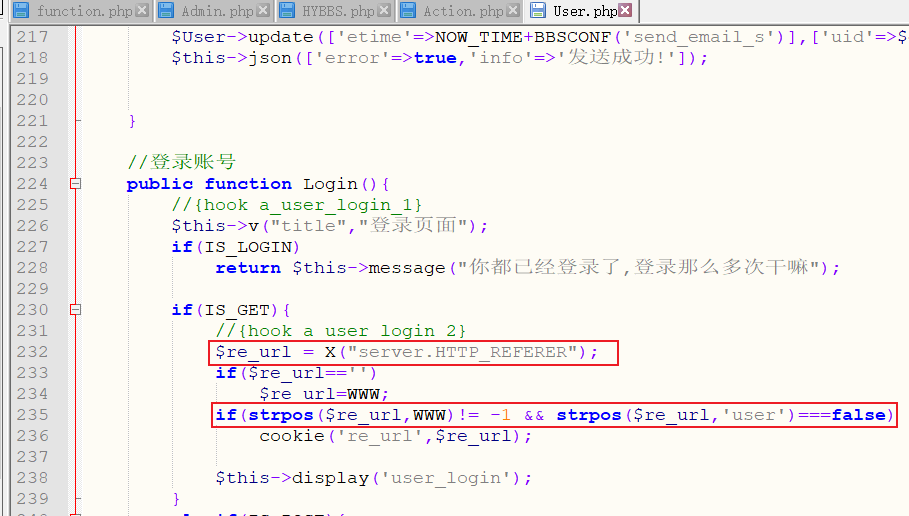 function.php Admin.php HYBBS.php Action.php User.php
217 $User->update(['etime'=>NOW_TIME+BBSCONF('send_email_s')],['uid'=>$
218 $this->json(['error'=>true,'info'=>'发送成功!']);
219
220
221 }
222
223 //登录账号
224 public function Login(){
225 //{hook a_user_login_1}
226 $this->v("title","登录页面");
227 if(IS_LOGIN)
228 return $this->message("你都已经登录了,登录那么多次干嘛");
229
230 if(IS_GET){
231 //{hook a_user_login_2}
232 $re_url = X("server.HTTP_REFERER");
233 if($re_url=='')
234 $re_url=WWW;
235 if(strpos($re_url,WWW)!= -1 && strpos($re_url,'user')===false)
236 cookie('re_url',$re_url);
237
238 $this->display('user_login');
239 }